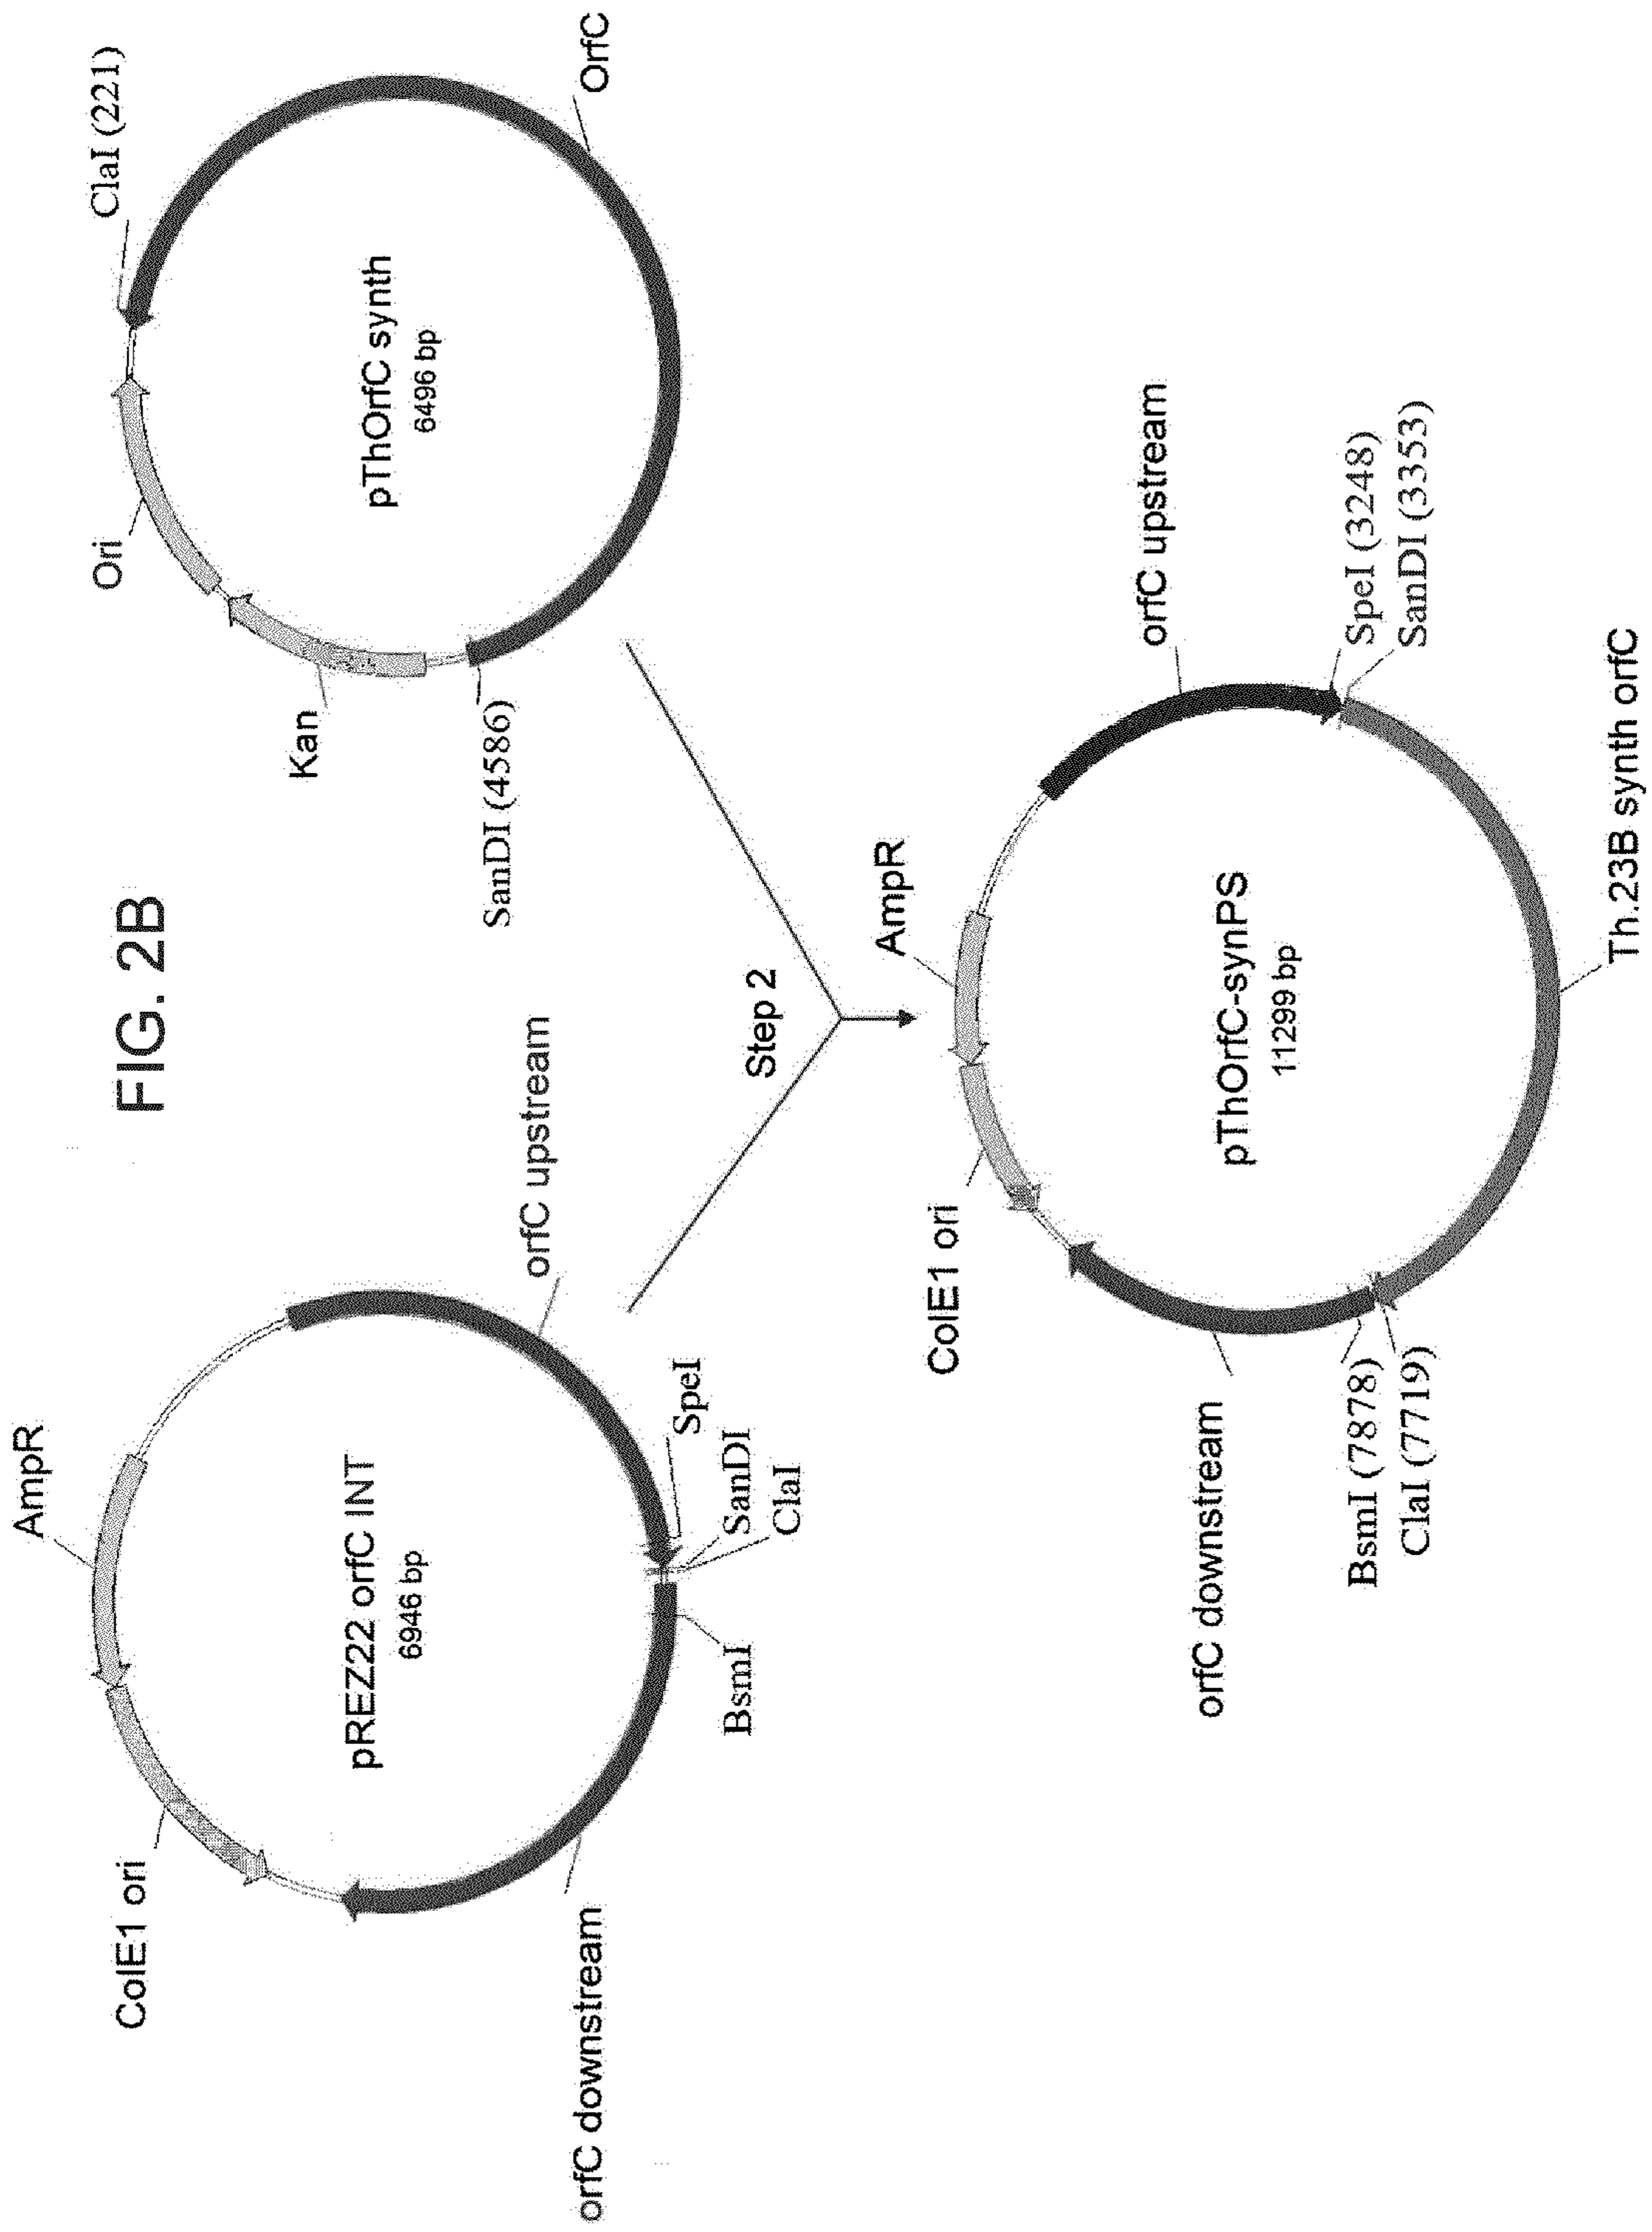 FIG. 2B
AmpR
ColE1 ori
pREZ22 orfC INT
6946 bp
orfC upstream
SpeI
SanDI
ClaI
BsmI
orfC downstream
ClaI (221)
Ori
Kan
pThOrfC synth
6496 bp
SanDI (4586)
OrfC
Step 2
AmpR
ColE1 ori
orfC upstream
pThOrfC-synPS
11299 bp
orfC downstream
BsmI (7878)
ClaI (7719)
SpeI (3248)
SanDI (3353)
Th.23B synth orfC